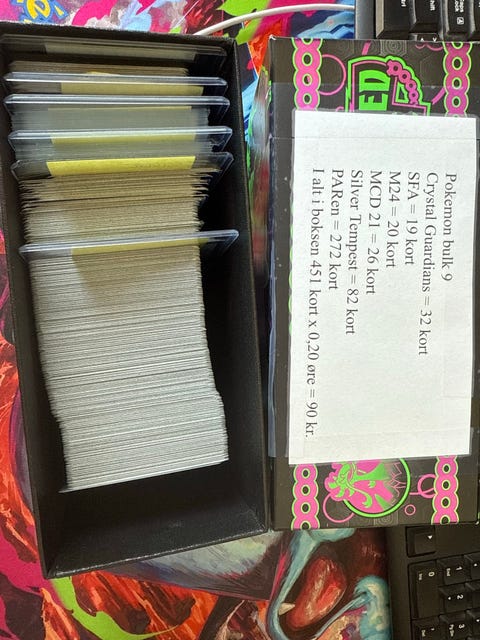 Pokemon bulk 9
Crystal Guardians = 32 kort
SFA = 19 kort
M24 = 20 kort
MCD 21 = 26 kort
Silver Tempest = 82 kort
PARen = 272 kort
I alt i boksen 451 kort x 0,20 øre = 90 kr.
ED